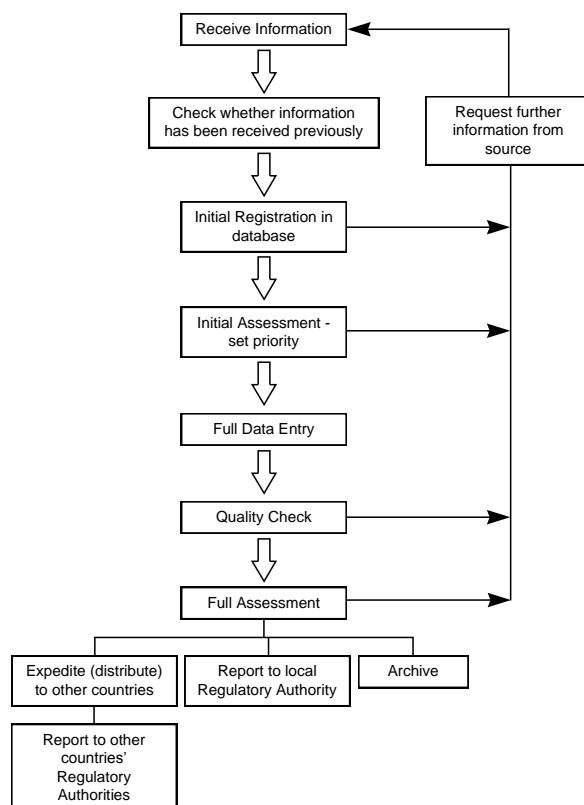 Receive Information
Check whether information
has been received previously
Request further
information from
source
Initial Registration in
database
Initial Assessment -
set priority
Full Data Entry
Quality Check
Full Assessment
Expedite (distribute)
to other countries
Report to local
Regulatory Authority
Archive
Report to other
countries’
Regulatory
Authorities